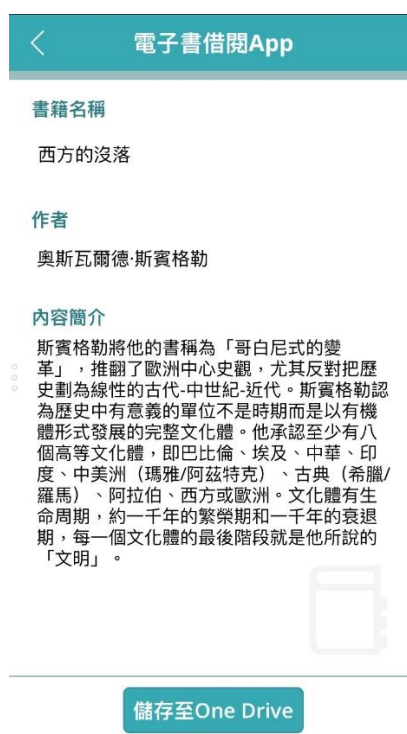 電子書借閱App
書籍名稱
西方的沒落
作者
奧斯瓦爾德·斯賓格勒
內容簡介
斯賓格勒將他的書稱為「哥白尼式的變
革」，推翻了歐洲中心史觀，尤其反對把歷
史劃為線性的古代-中世紀-近代。斯賓格勒認
為歷史中有意義的單位不是時期而是以有機
體形式發展的完整文化體。他承認至少有八
個高等文化體，即巴比倫、埃及、中華、印
度、中美洲（瑪雅/阿茲特克）、古典（希臘/
羅馬）、阿拉伯、西方或歐洲。文化體有生
命周期，約一千年的繁榮期和一千年的衰退
期，每一個文化體的最後階段就是他所說的
「文明」。
儲存至One Drive